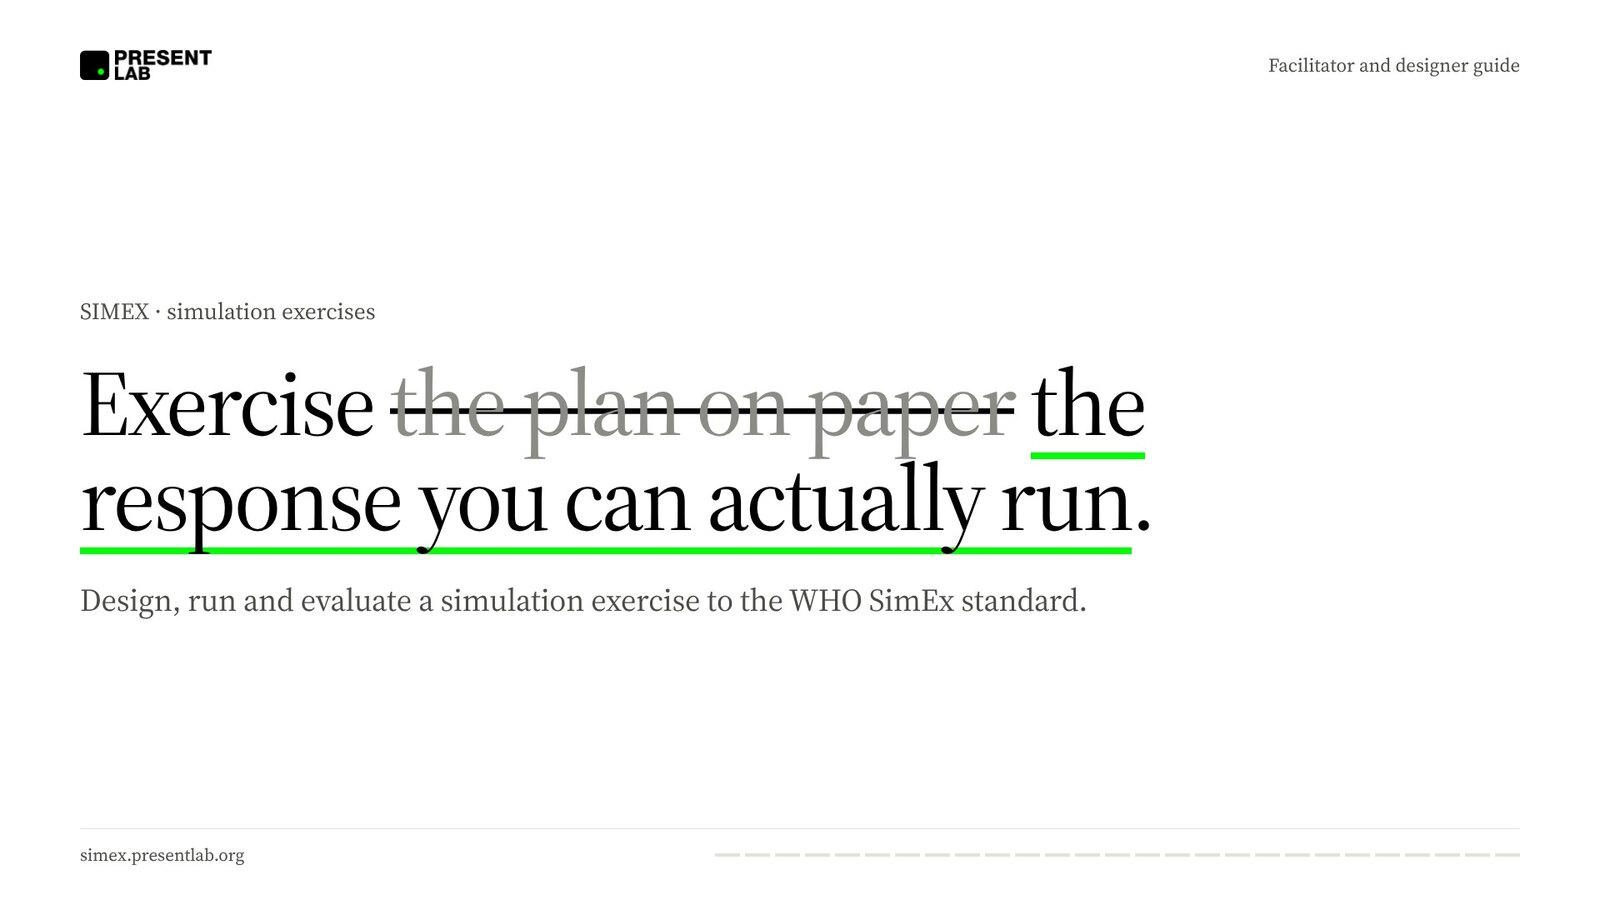 PRESENT
LAB
Facilitator and designer guide
SIMEX · simulation exercises
Exercise the plan on paper the
response you can actually run.
Design, run and evaluate a simulation exercise to the WHO SimEx standard.
simex.presentlab.org